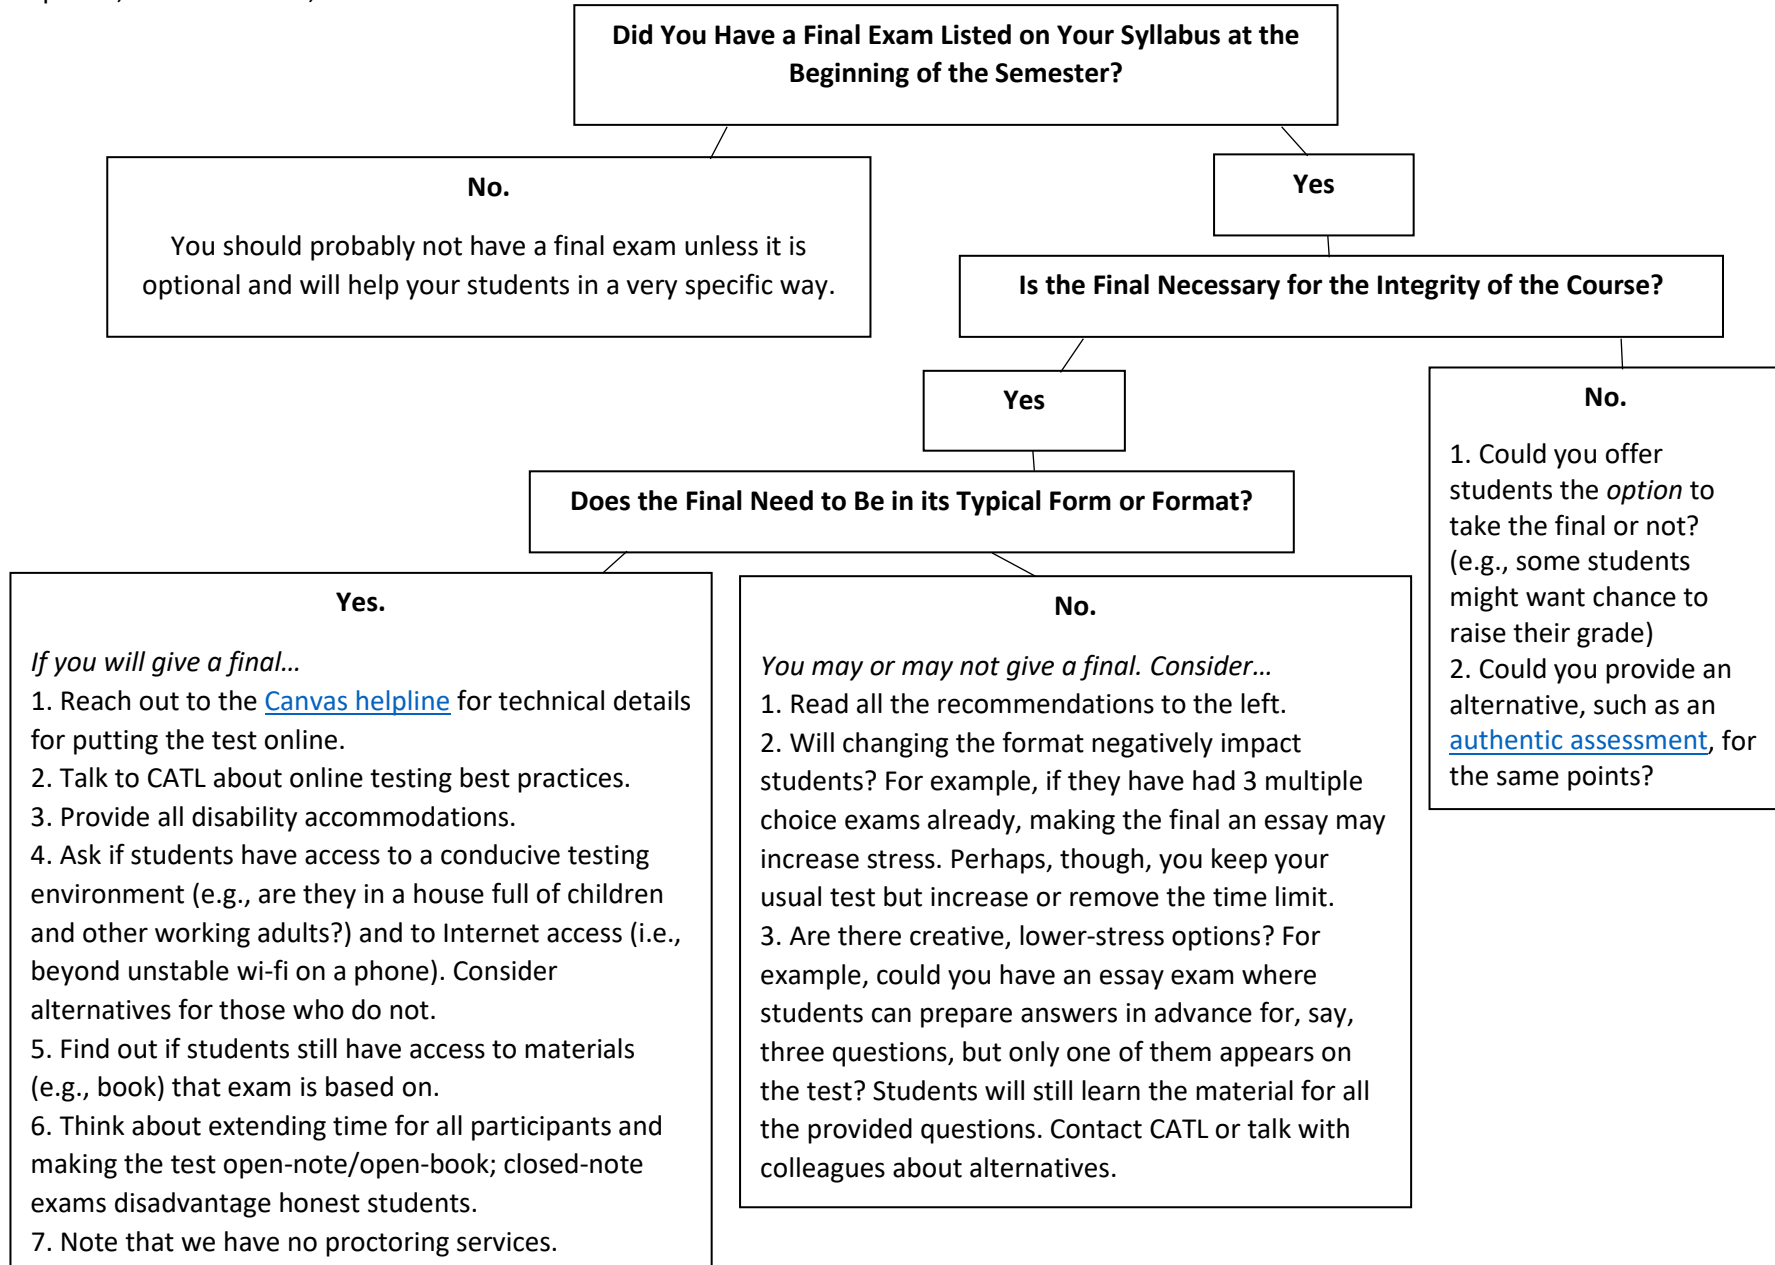 Did You Have a Final Exam Listed on Your Syllabus at the
Beginning of the Semester?
No.
You should probably not have a final exam unless it is
optional and will help your students in a very specific way.
Yes
Is the Final Necessary for the Integrity of the Course?
Yes
No.
1. Could you offer
students the option to
take the final or not?
(e.g., some students
might want chance to
raise their grade)
2. Could you provide an
alternative, such as an
authentic assessment, for
the same points?
Does the Final Need to Be in its Typical Form or Format?
Yes.
If you will give a final…
1. Reach out to the Canvas helpline for technical details
for putting the test online.
2. Talk to CATL about online testing best practices.
3. Provide all disability accommodations.
4. Ask if students have access to a conducive testing
environment (e.g., are they in a house full of children
and other working adults?) and to Internet access (i.e.,
beyond unstable wi-fi on a phone). Consider
alternatives for those who do not.
5. Find out if students still have access to materials
(e.g., book) that exam is based on.
6. Think about extending time for all participants and
making the test open-note/open-book; closed-note
exams disadvantage honest students.
7. Note that we have no proctoring services.
No.
You may or may not give a final. Consider…
1. Read all the recommendations to the left.
2. Will changing the format negatively impact
students? For example, if they have had 3 multiple
choice exams already, making the final an essay may
increase stress. Perhaps, though, you keep your
usual test but increase or remove the time limit.
3. Are there creative, lower-stress options? For
example, could you have an essay exam where
students can prepare answers in advance for, say,
three questions, but only one of them appears on
the test? Students will still learn the material for all
the provided questions. Contact CATL or talk with
colleagues about alternatives.